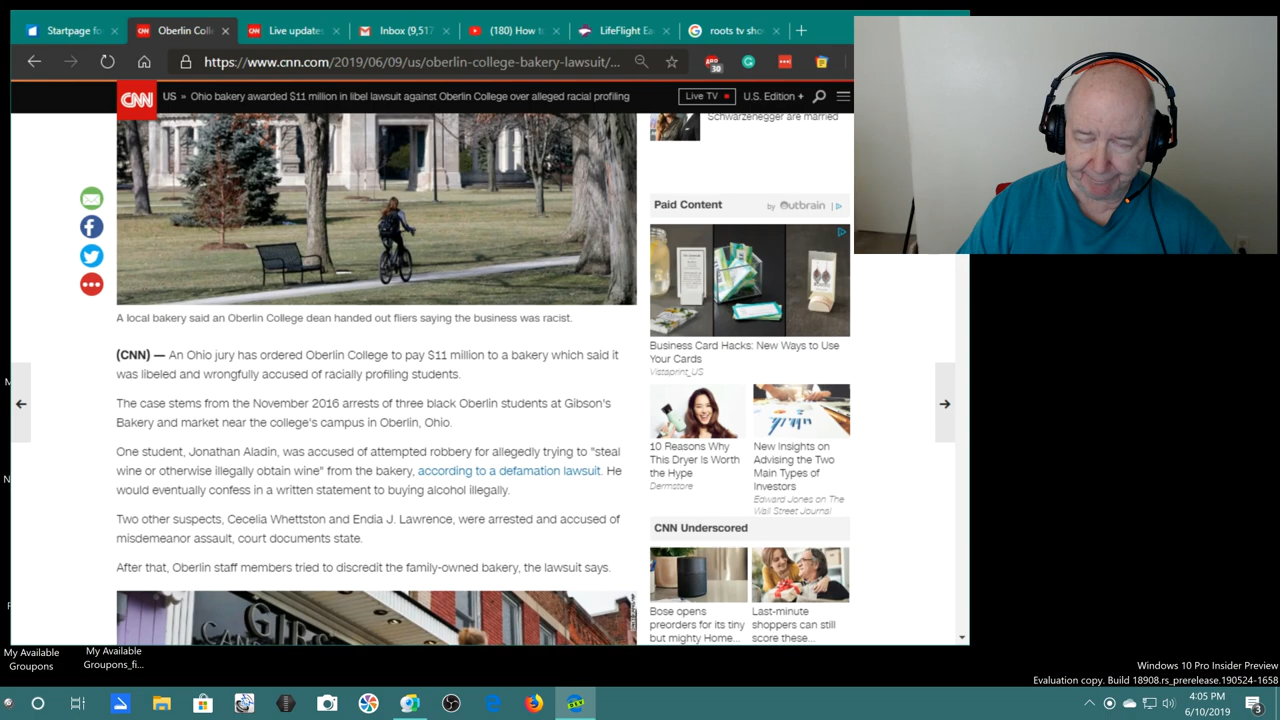 Startpage fo
Oberlin Coll
Live updates
Inbox (9,517
(180) How t
LifeFlight Ea
roots tv sho
https://www.cnn.com/2019/06/09/us/oberlin-college-bakery-lawsuit/...
30
CNN
US » Ohio bakery awarded $11 million in libel lawsuit against Oberlin College over alleged racial profiling
Live TV
U.S. Edition +
Schwarzenegger are married
A local bakery said an Oberlin College dean handed out fliers saying the business was racist.
(CNN) — An Ohio jury has ordered Oberlin College to pay $11 million to a bakery which said it
was libeled and wrongfully accused of racially profiling students.
The case stems from the November 2016 arrests of three black Oberlin students at Gibson's
Bakery and market near the college's campus in Oberlin, Ohio.
One student, Jonathan Aladin, was accused of attempted robbery for allegedly trying to "steal
wine or otherwise illegally obtain wine" from the bakery, according to a defamation lawsuit. He
would eventually confess in a written statement to buying alcohol illegally.
Two other suspects, Cecelia Whettston and Endia J. Lawrence, were arrested and accused of
misdemeanor assault, court documents state.
After that, Oberlin staff members tried to discredit the family-owned bakery, the lawsuit says.
Paid Content
by Outbrain
Business Card Hacks: New Ways to Use
Your Cards
Vistaprint_US
10 Reasons Why
This Dryer Is Worth
the Hype
Dermstore
New Insights on
Advising the Two
Main Types of
Investors
Edward Jones on The
Wall Street Journal
CNN Underscored
Bose opens
preorders for its tiny
but mighty Home...
Last-minute
shoppers can still
score these...
My Available
Groupons
My Available
Groupons_fi...
Windows 10 Pro Insider Preview
Evaluation copy. Build 18908.rs_prerelease.190524-1658
4:05 PM
6/10/2019
3